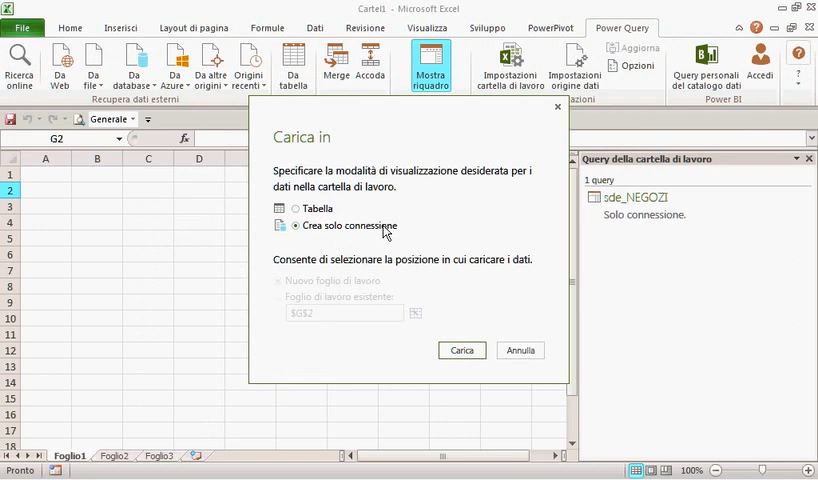 Cartel1 - Microsoft Excel
File Home Inserisci Layout di pagina Formule Dati Revisione Visualizza Sviluppo PowerPivot Power Query
Ricerca online
Da Web
Da file
Da database
Da Azure
Da altre origini
Origini recenti
Da tabella
Merge
Accoda
Mostra riquadro
Impostazioni cartella di lavoro
Impostazioni origine dati
Aggiorna
Opzioni
Query personali del catalogo dati
Accedi
?
Recupera dati esterni
azioni
Power BI
Generale
G2
fx
A B C D
1
2
3
4
5
6
7
8
9
10
11
12
13
14
15
16
17
18
Carica in
Specificare la modalità di visualizzazione desiderata per i
dati nella cartella di lavoro.
Tabella
Crea solo connessione
Consente di selezionare la posizione in cui caricare i dati.
Nuovo foglio di lavoro
Foglio di lavoro esistente:
$G$2
Carica Annulla
Query della cartella di lavoro
1 query
sde_NEGOZI
Solo connessione.
Foglio1 Foglio2 Foglio3
Pronto
100%